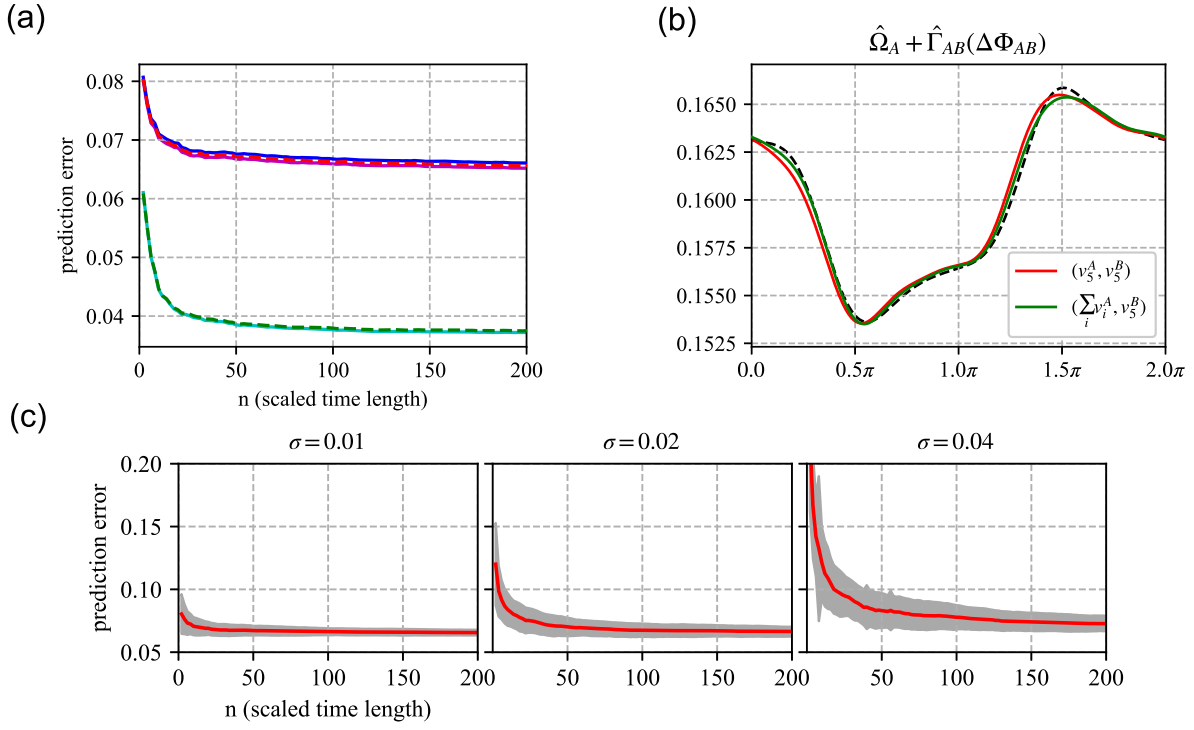 (a)
0.08
0.07
0.06
0.05
0.04
prediction error
0 50 100 150 200
n (scaled time length)
(b)
Ω̂_A + Γ̂_AB(ΔΦ_AB)
0.1650
0.1625
0.1600
0.1575
0.1550
0.1525
(v_5^A, v_5^B)
(∑_i v_i^A, v_5^B)
0.0 0.5π 1.0π 1.5π 2.0π
(c)
σ=0.01 σ=0.02 σ=0.04
0.20
0.15
0.10
0.05
prediction error
0 50 100 150 200 50 100 150 200 50 100 150 200
n (scaled time length)